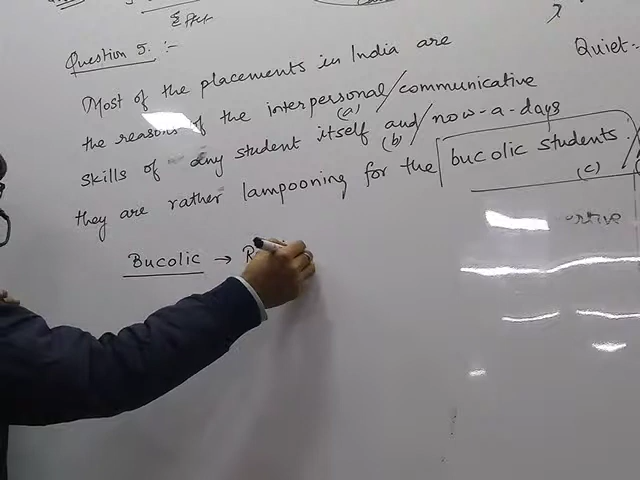 Question 5. :-
Quiet-
Most of the placements in India are
the reasons of the interpersonal/communicative
(a)
skills of any student itself and/now-a-days
(b)
they are rather lampooning for the bucolic students./
(c)
Bucolic → R